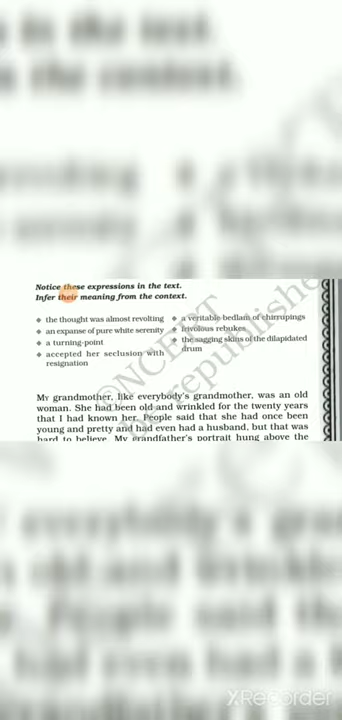 Notice these expressions in the text.
Infer their meaning from the context.
❖ the thought was almost revolting
❖ an expanse of pure white serenity
❖ a turning-point
❖ accepted her seclusion with
resignation
❖ a veritable bedlam of chirrupings
❖ frivolous rebukes
❖ the sagging skins of the dilapidated
drum
My grandmother, like everybody's grandmother, was an old
woman. She had been old and wrinkled for the twenty years
that I had known her. People said that she had once been
young and pretty and had even had a husband, but that was
hard to believe. My grandfather's portrait hung above the
©NCERT
republishe
XRecorder